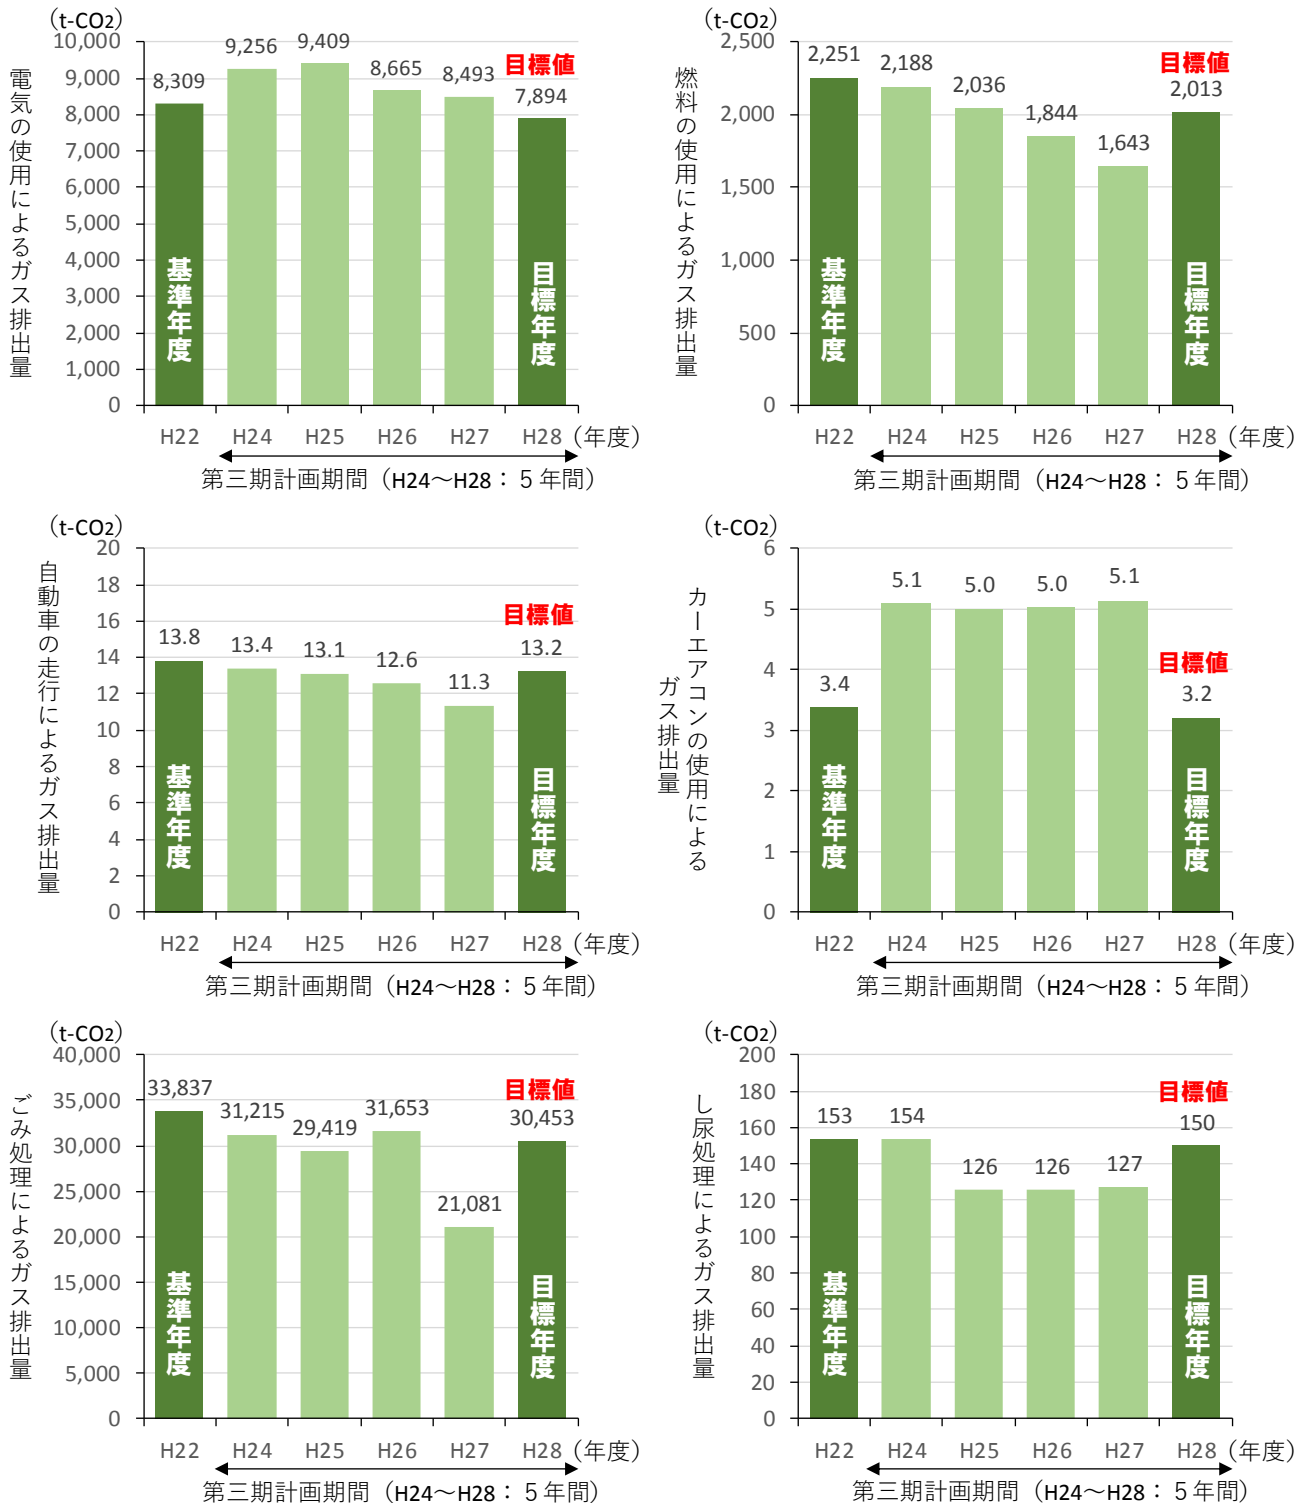 (t-CO2)
電気の使用によるガス排出量
10,000
9,000
8,000
7,000
6,000
5,000
4,000
3,000
2,000
1,000
0
8,309
9,256
9,409
8,665
8,493
目標値
7,894
基準年度
目標年度
H22 H24 H25 H26 H27 H28 (年度)
第三期計画期間（H24～H28：５年間）
(t-CO2)
燃料の使用によるガス排出量
2,500
2,000
1,500
1,000
500
0
2,251
2,188
2,036
1,844
1,643
目標値
2,013
基準年度
目標年度
H22 H24 H25 H26 H27 H28 (年度)
第三期計画期間（H24～H28：５年間）
(t-CO2)
自動車の走行によるガス排出量
20
18
16
14
12
10
8
6
4
2
0
13.8
13.4
13.1
12.6
11.3
目標値
13.2
基準年度
目標年度
H22 H24 H25 H26 H27 H28 (年度)
第三期計画期間（H24～H28：５年間）
(t-CO2)
カーエアコンの使用による
ガス排出量
6
5
4
3
2
1
0
3.4
5.1
5.0
5.0
5.1
目標値
3.2
基準年度
目標年度
H22 H24 H25 H26 H27 H28 (年度)
第三期計画期間（H24～H28：５年間）
(t-CO2)
ごみ処理によるガス排出量
40,000
35,000
30,000
25,000
20,000
15,000
10,000
5,000
0
33,837
31,215
29,419
31,653
21,081
目標値
30,453
基準年度
目標年度
H22 H24 H25 H26 H27 H28 (年度)
第三期計画期間（H24～H28：５年間）
(t-CO2)
し尿処理によるガス排出量
200
180
160
140
120
100
80
60
40
20
0
153
154
126
126
127
目標値
150
基準年度
目標年度
H22 H24 H25 H26 H27 H28 (年度)
第三期計画期間（H24～H28：５年間）